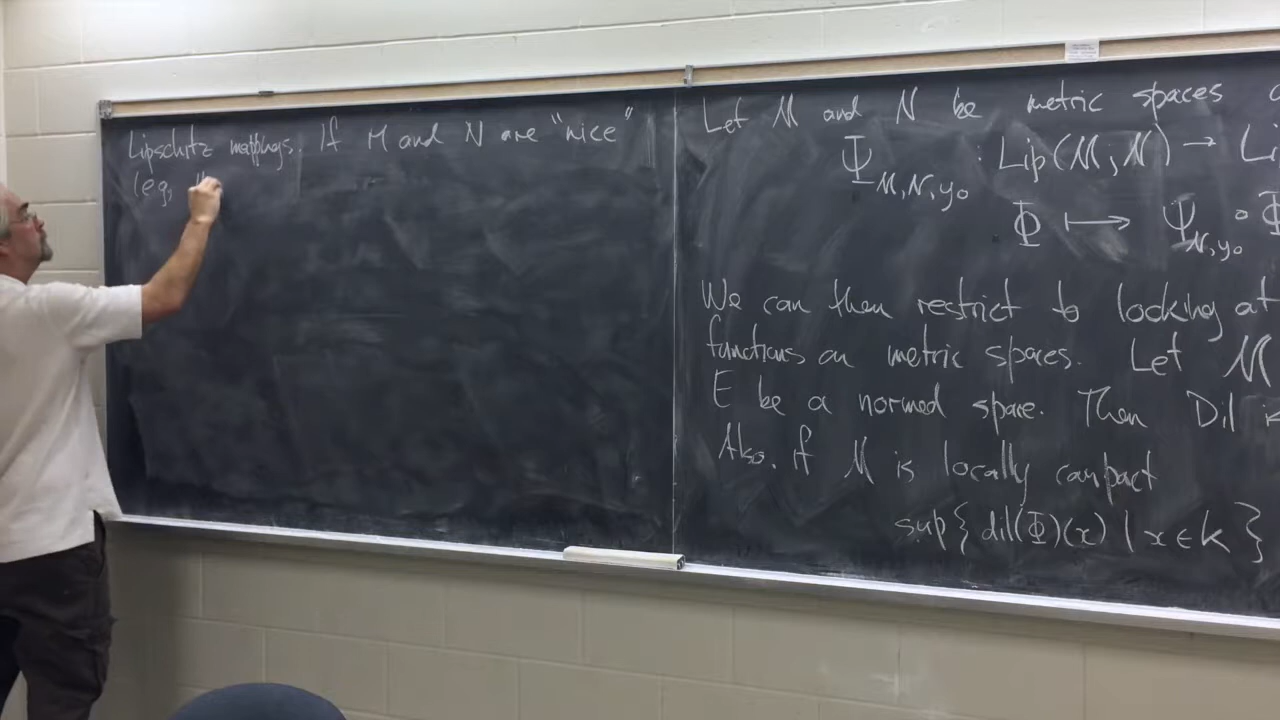 Lipschitz mappings. If M and N are "nice"
(eg, "
Let M and N be metric spaces
Ψ_M,N,y₀ : Lip(M;N) → L
Φ ⟼ Ψ_N,y₀ ∘ Φ
We can then restrict to looking at
functions on metric spaces. Let M
E be a normed space. Then Dil
Also, if M is locally compact
sup{dil(Φ)(x) | x ∈ K}